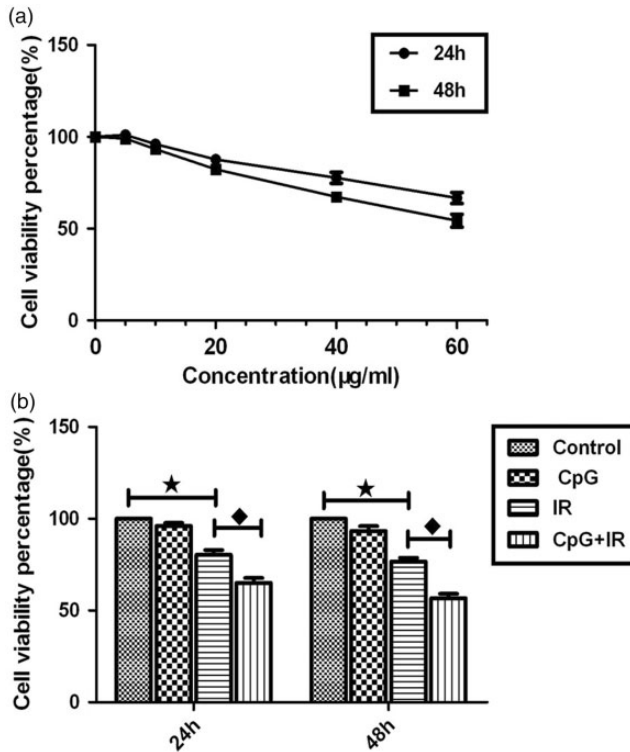 (a)
150
100
50
0
Cell viability percentage(%)
24h
48h
0 20 40 60
Concentration(μg/ml)
(b)
150
100
50
0
Cell viability percentage(%)
Control
CpG
IR
CpG+IR
24h 48h